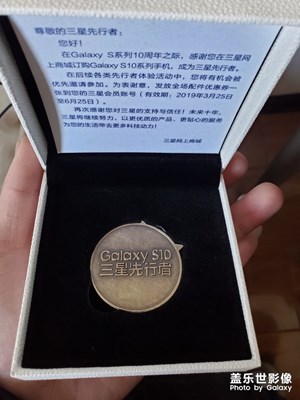 尊敬的三星先行者：
您好！
在Galaxy S系列10周年之际，感谢您在三星网
上商城订购Galaxy S10系列手机，成为三星先行者。
在后续各类先行者体验活动中，您将有机会被
优先邀请参加。为表谢意，发放全场配件优惠券一
张到您的三星会员账号（有效期：2019年3月25日
至6月25日）。
再次感谢您对三星的支持与信任！未来十年，
三星将继续努力，以更优质的产品、更贴心的服务
为您的生活带去更多科技动力！
三星网上商城
Galaxy S10
三星先行者
盖乐世影像
Photo by Galaxy